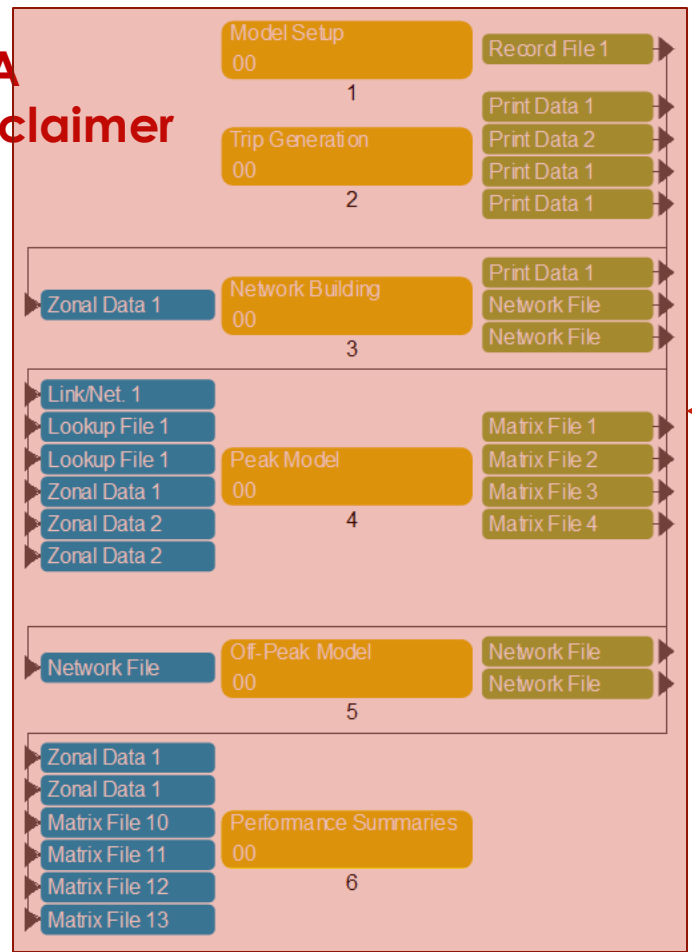 A
claimer
Model Setup
00
1
Record File 1
Trip Generation
00
2
Print Data 1
Print Data 2
Print Data 1
Print Data 1
Zonal Data 1
Network Building
00
3
Print Data 1
Network File
Network File
Link/Net. 1
Lookup File 1
Lookup File 1
Zonal Data 1
Zonal Data 2
Zonal Data 2
Peak Model
00
4
Matrix File 1
Matrix File 2
Matrix File 3
Matrix File 4
Network File
Off-Peak Model
00
5
Network File
Network File
Zonal Data 1
Zonal Data 1
Matrix File 10
Matrix File 11
Matrix File 12
Matrix File 13
Performance Summaries
00
6